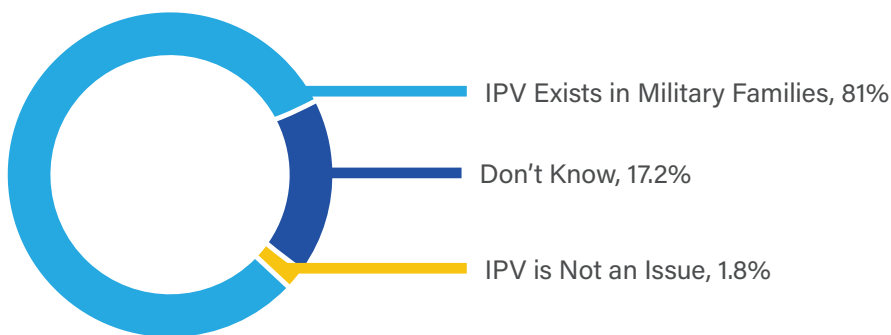 IPV Exists in Military Families, 81%
Don’t Know, 17.2%
IPV is Not an Issue, 1.8%